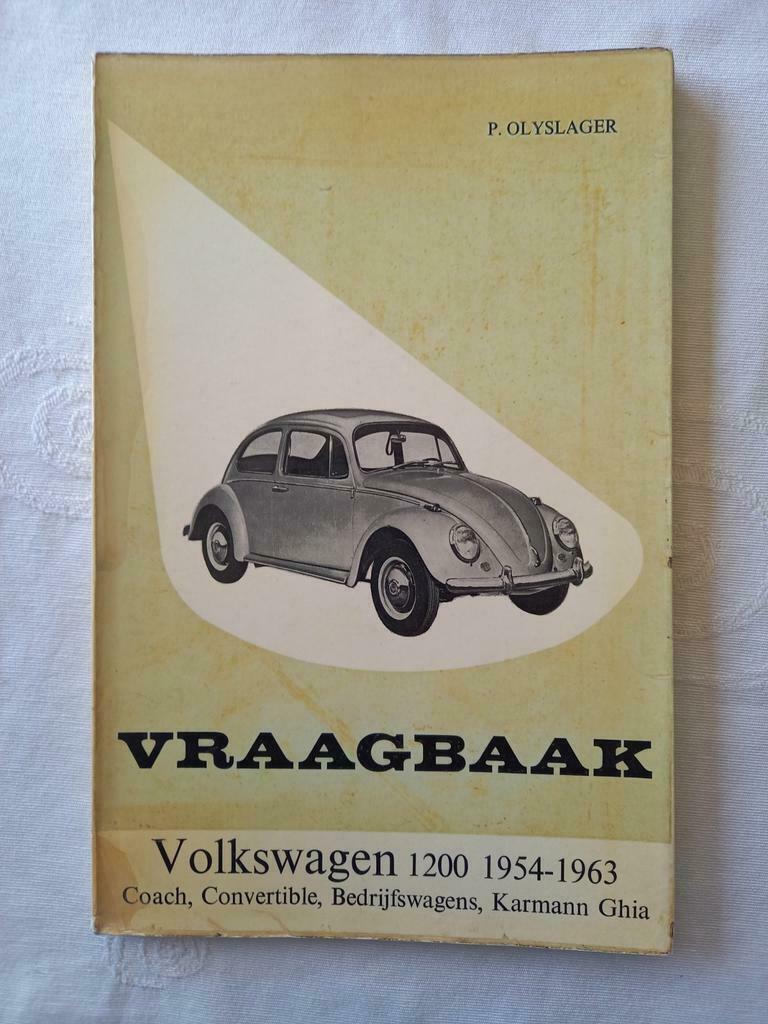 P. OLYSLAGER
VRAAGBAAK
Volkswagen 1200 1954-1963
Coach, Convertible, Bedrijfswagens, Karmann Ghia